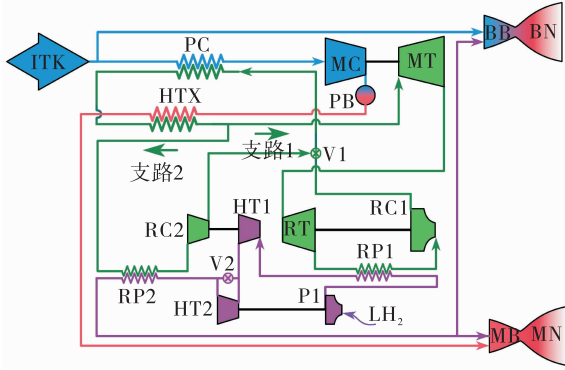 BB BN
ITK PC MC MT
HTX PB
支路1 V1
支路2
RC2 HT1 RT RC1
V2 RP1
RP2 HT2 P1
LH₂
MB MN